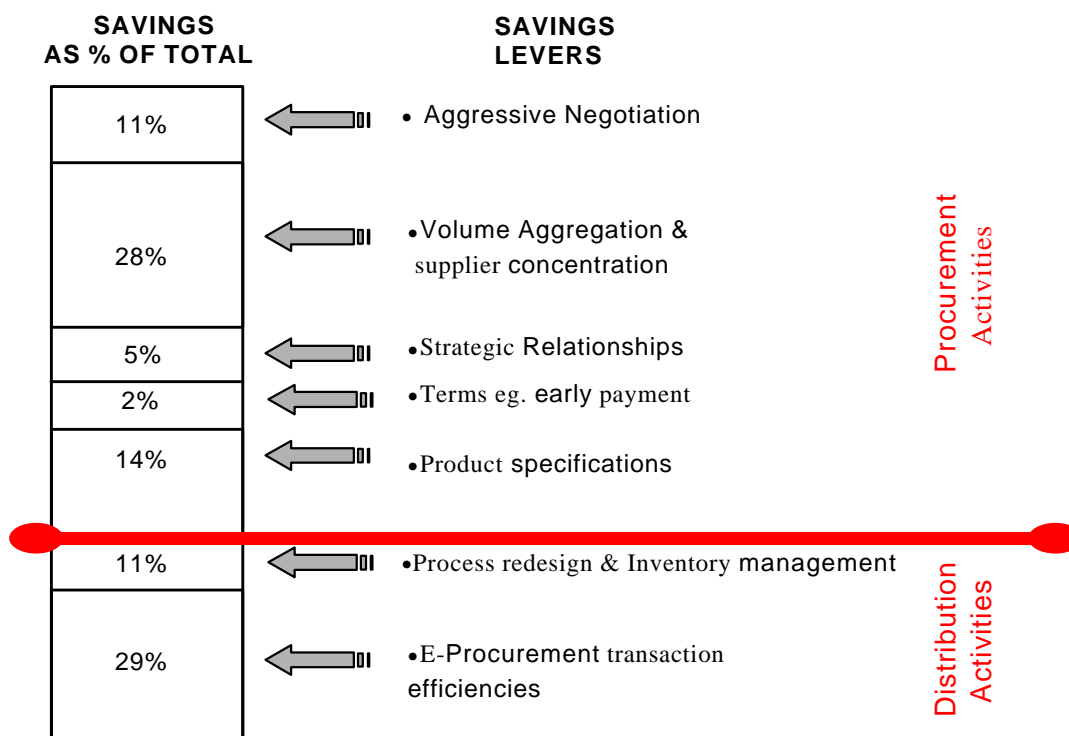 SAVINGS
AS % OF TOTAL
SAVINGS
LEVERS
11%
• Aggressive Negotiation
28%
•Volume Aggregation &
supplier concentration
5%
•Strategic Relationships
2%
•Terms eg. early payment
14%
•Product specifications
Procurement
Activities
11%
•Process redesign & Inventory management
29%
•E-Procurement transaction
efficiencies
Distribution
Activities